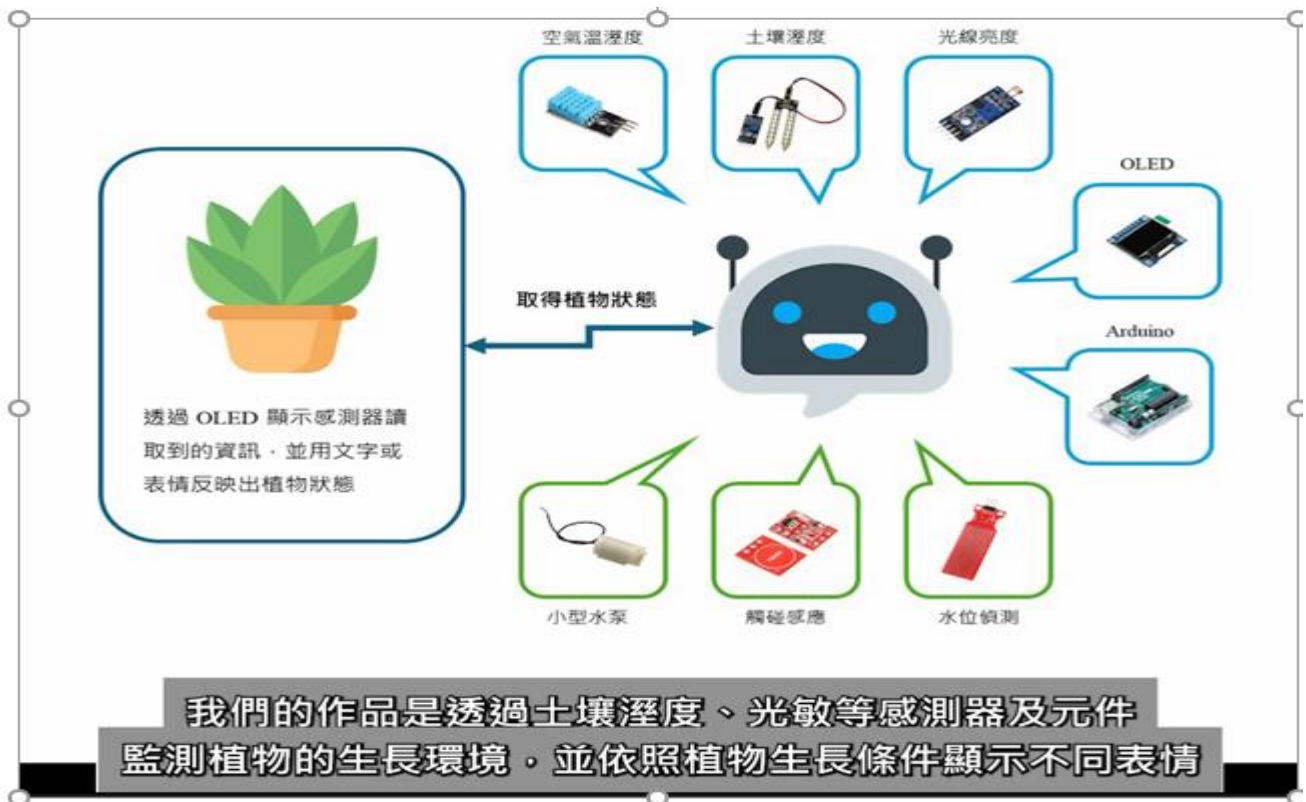 空氣溫溼度
土壤溼度
光線亮度
OLED
取得植物狀態
Arduino
透過 OLED 顯示感測器讀
取到的資訊，並用文字或
表情反映出植物狀態
小型水泵
觸碰感應
水位偵測
我們的作品是透過土壤溼度、光敏等感測器及元件
監測植物的生長環境，並依照植物生長條件顯示不同表情